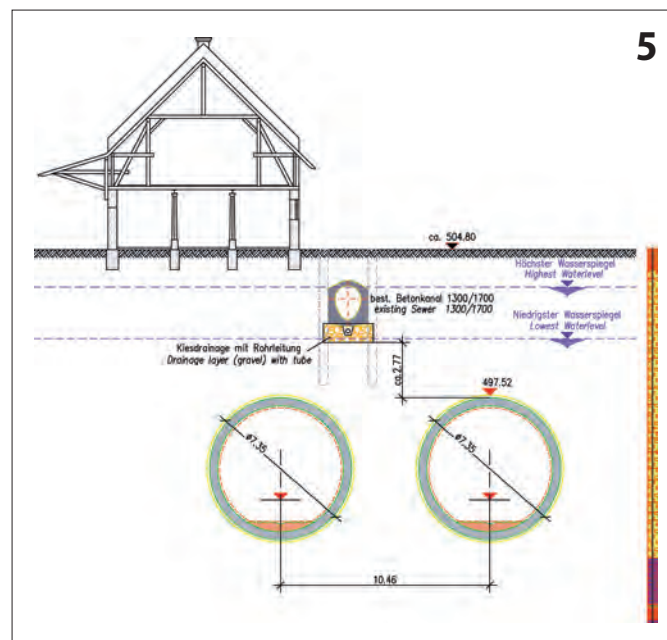 5
ca. 504.80
Höchster Wasserspiegel
Highest Waterlevel
best. Betonkanal 1300/1700
existing Sewer 1300/1700
Niedrigster Wasserspiegel
Lowest Waterlevel
Kiesdrainage mit Rohrleitung
Drainage layer (gravel) with tube
ca.2.77
497.52
ø7.35
ø7.35
10.46